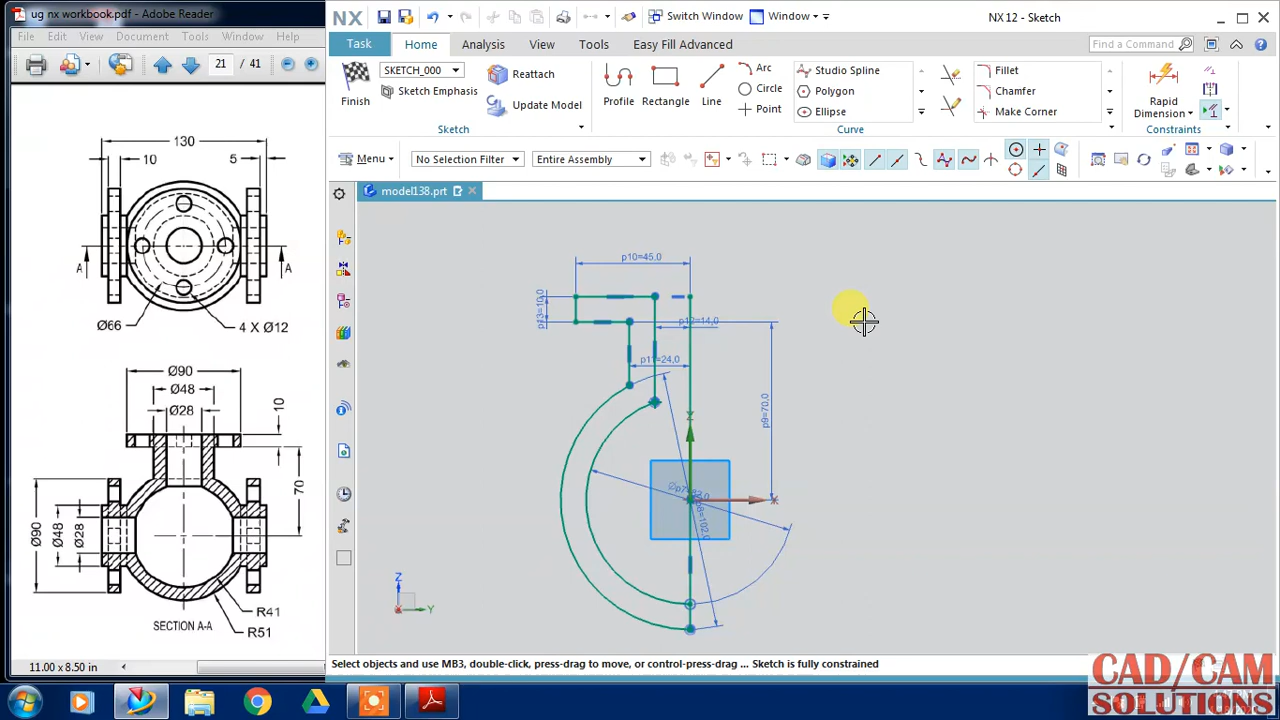 ug nx workbook.pdf - Adobe Reader
File Edit View Document Tools Window Help
21 / 41
130
10
5
A
A
Ø66
4 X Ø12
Ø90
Ø48
Ø28
10
70
Ø90
Ø48
Ø28
R41
R51
SECTION A-A
11.00 x 8.50 in
NX
Switch Window
Window
NX 12 - Sketch
Task
Home
Analysis
View
Tools
Easy Fill Advanced
Find a Command
Finish
SKETCH_000
Sketch Emphasis
Reattach
Update Model
Sketch
Profile
Rectangle
Line
Arc
Circle
Point
Studio Spline
Polygon
Ellipse
Curve
Fillet
Chamfer
Make Corner
Rapid
Dimension
Constraints
Menu
No Selection Filter
Entire Assembly
model138.prt
p10=45,0
p13=10,0
p12=14,0
p11=24,0
p9=70,0
Z
Z
Y
Select objects and use MB3, double-click, press-drag to move, or control-press-drag ... Sketch is fully constrained
CAD/CAM
SOLUTIONS